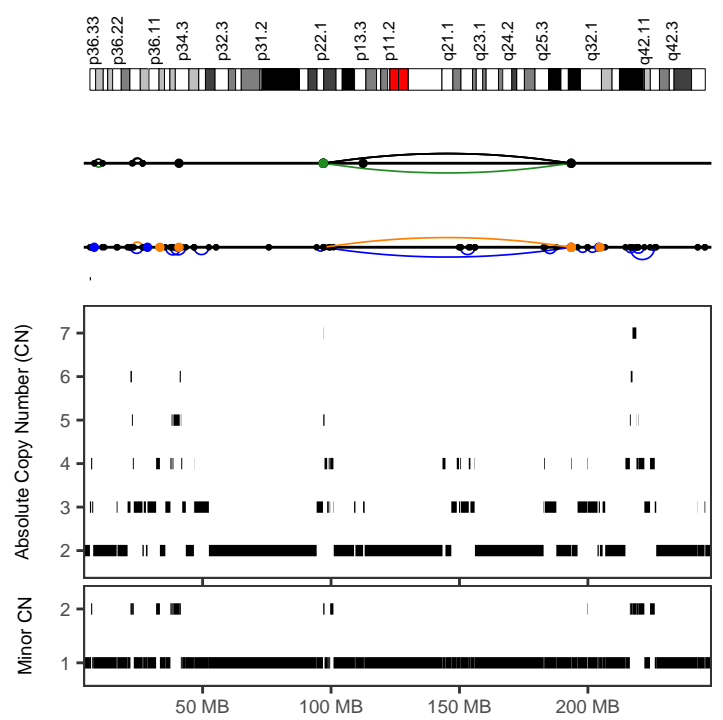 p36.33 p36.22 p36.11 p34.3 p32.3 p31.2 p22.1 p13.3 p11.2 q21.1 q23.1 q24.2 q25.3 q32.1 q42.11 q42.3
Absolute Copy Number (CN)
7
6
5
4
3
2
Minor CN
2
1
50 MB 100 MB 150 MB 200 MB